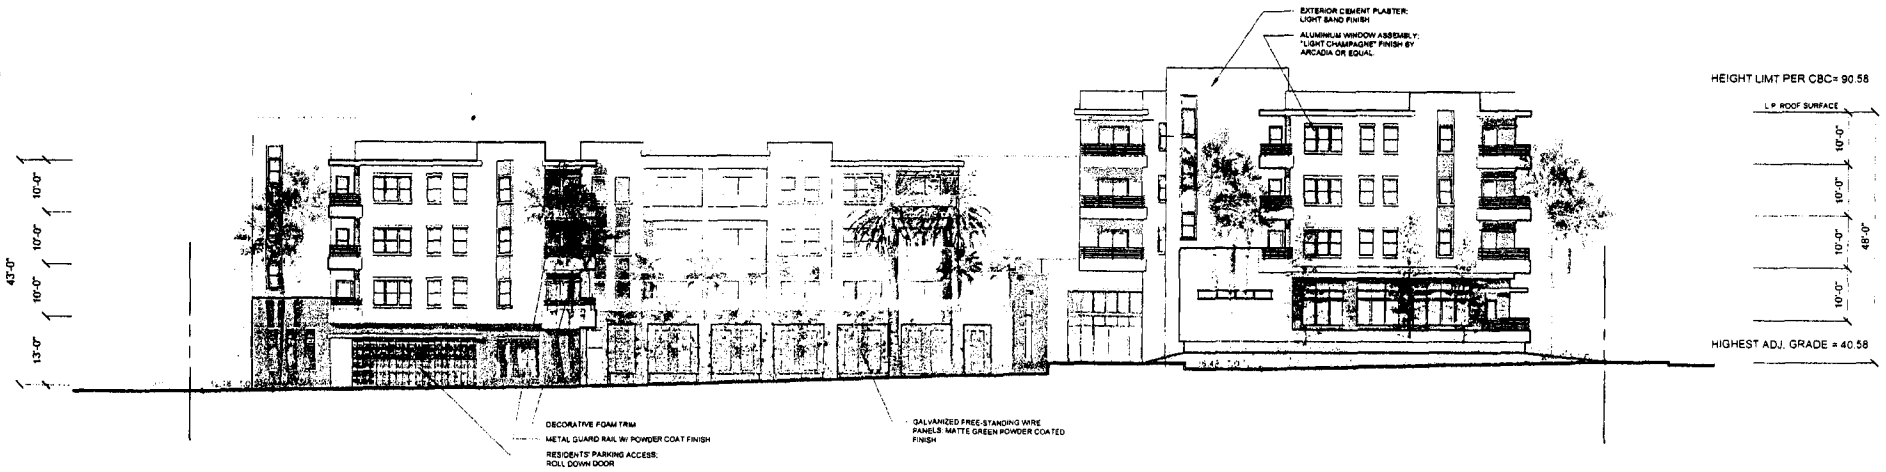 EXTERIOR CEMENT PLASTER:
LIGHT SAND FINISH
ALUMINIUM WINDOW ASSEMBLY:
"LIGHT CHAMPAGNE" FINISH BY
ARCADIA OR EQUAL.
HEIGHT LIMT PER CBC= 90.58
L.P. ROOF SURFACE
10'-0"
10'-0"
10'-0"
10'-0"
48'-0"
HIGHEST ADJ. GRADE = 40.58
43'-0"
10'-0"
10'-0"
10'-0"
13'-0"
DECORATIVE FOAM TRIM
METAL GUARD RAIL W/ POWDER COAT FINISH
RESIDENTS' PARKING ACCESS:
ROLL DOWN DOOR
GALVANIZED FREE-STANDING WIRE
PANELS: MATTE GREEN POWDER COATED
FINISH